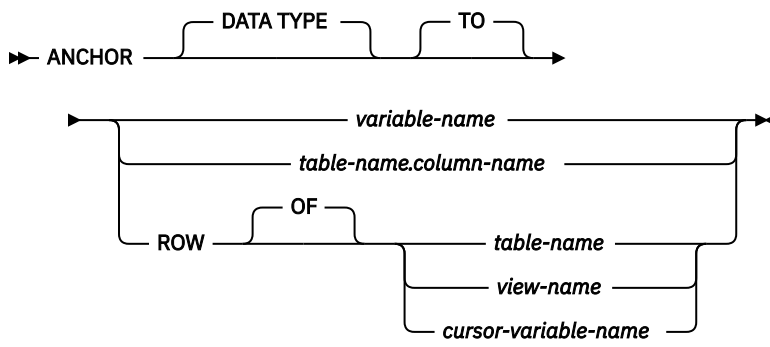 DATA TYPE TO
ANCHOR
variable-name
table-name.column-name
OF
ROW table-name
view-name
cursor-variable-name